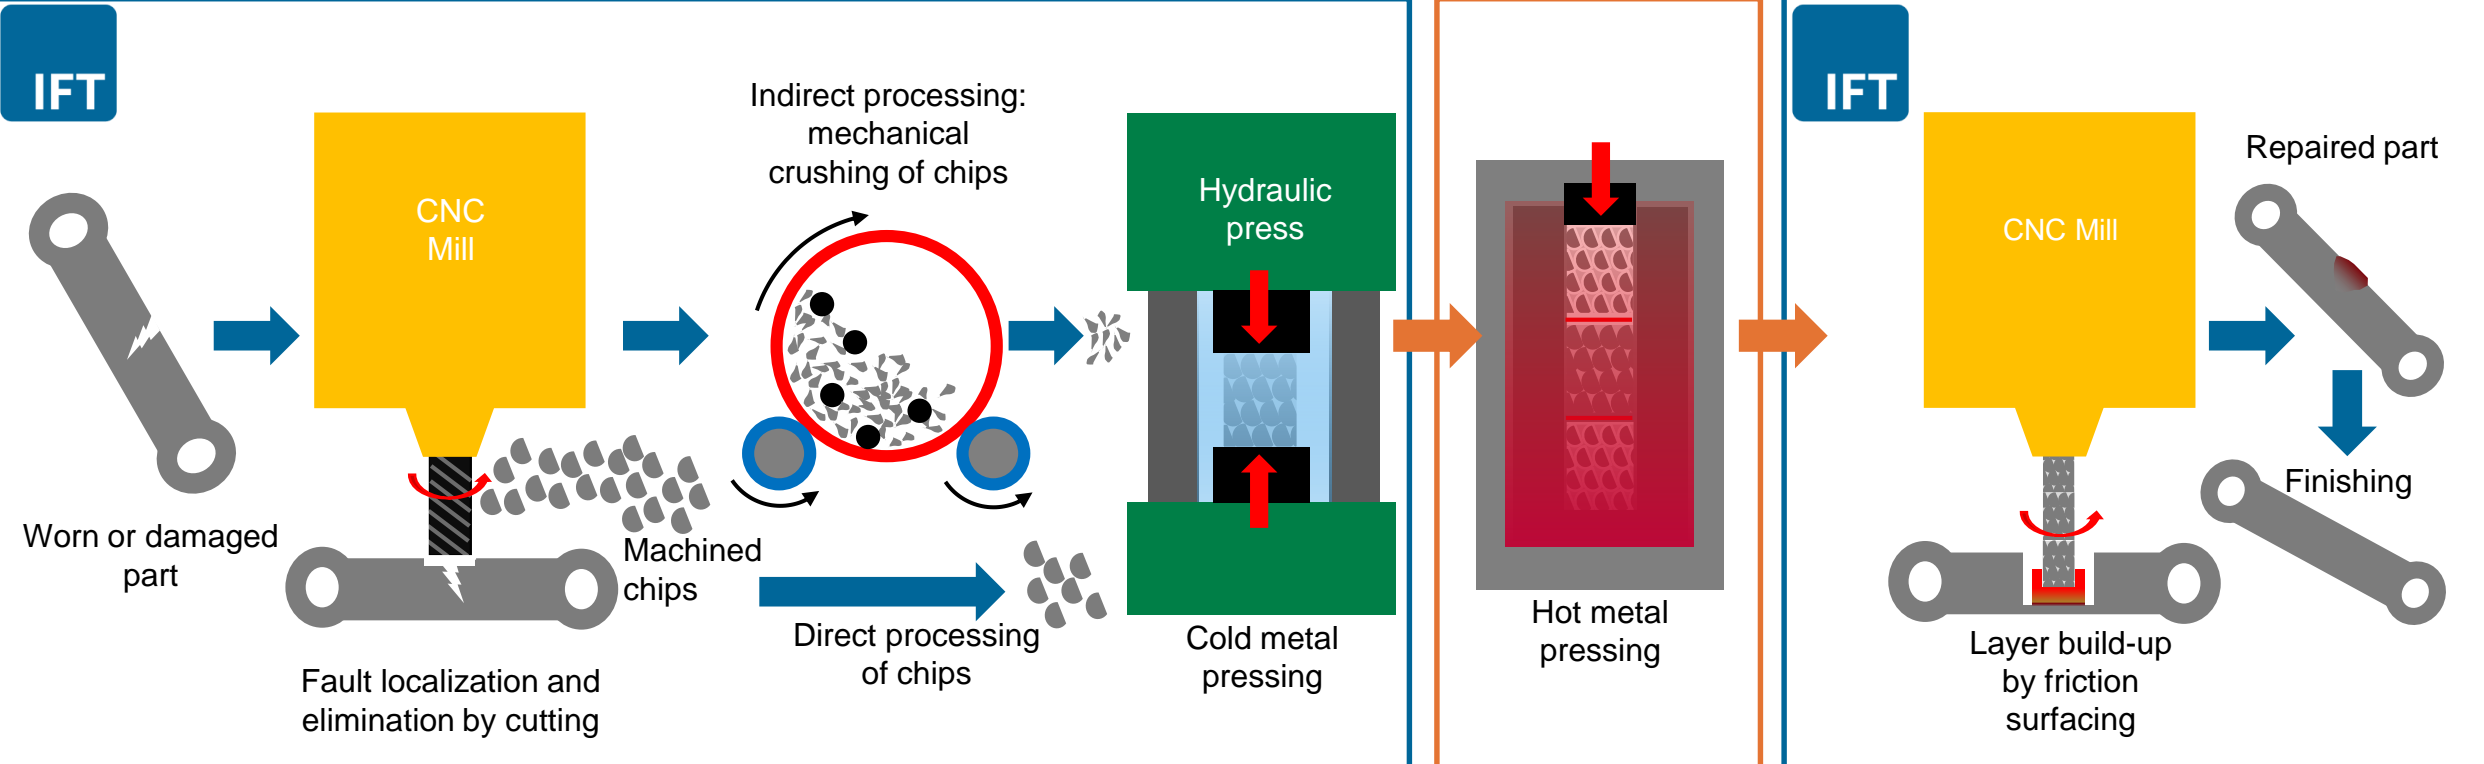 IFT
Worn or damaged
part
CNC
Mill
Machined
chips
Fault localization and
elimination by cutting
Indirect processing:
mechanical
crushing of chips
Direct processing
of chips
Hydraulic
press
Cold metal
pressing
Hot metal
pressing
IFT
CNC Mill
Layer build-up
by friction
surfacing
Repaired part
Finishing